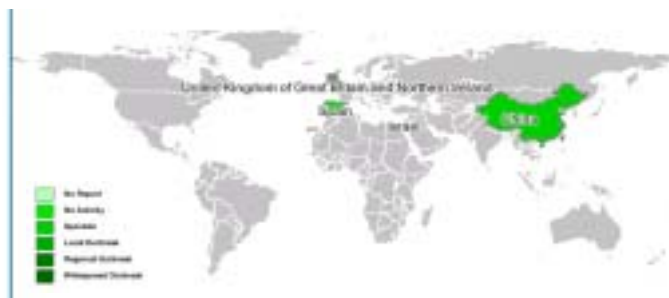 United Kingdom of Great Britain and Northern Ireland
Spain
Israel
China
No Report
No Activity
Sporadic
Local Outbreak
Regional Outbreak
Widespread Outbreak